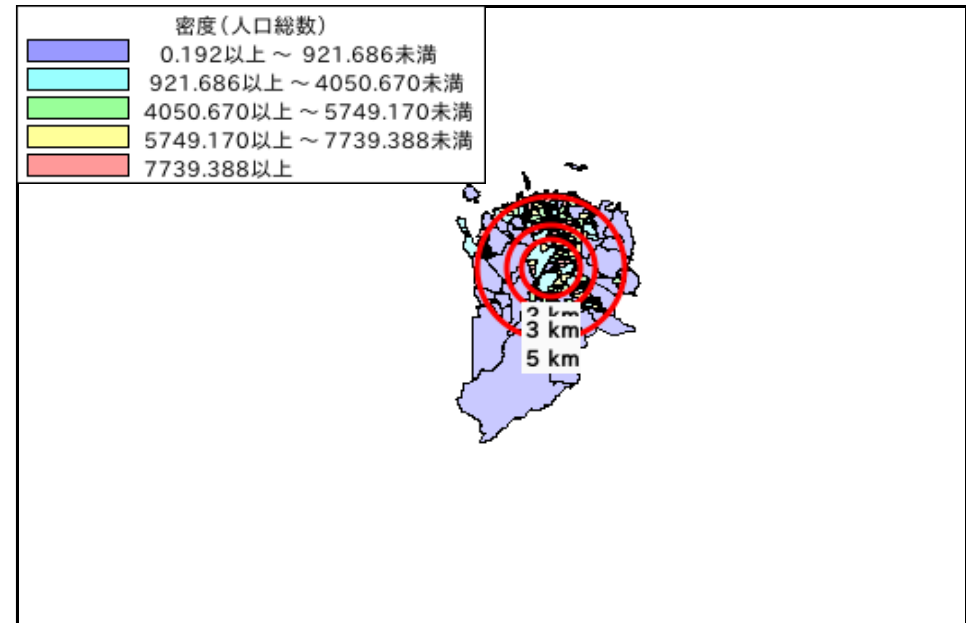 密度(人口総数)
0.192以上 ~ 921.686未満
921.686以上 ~ 4050.670未満
4050.670以上 ~ 5749.170未満
5749.170以上 ~ 7739.388未満
7739.388以上
3 km
5 km